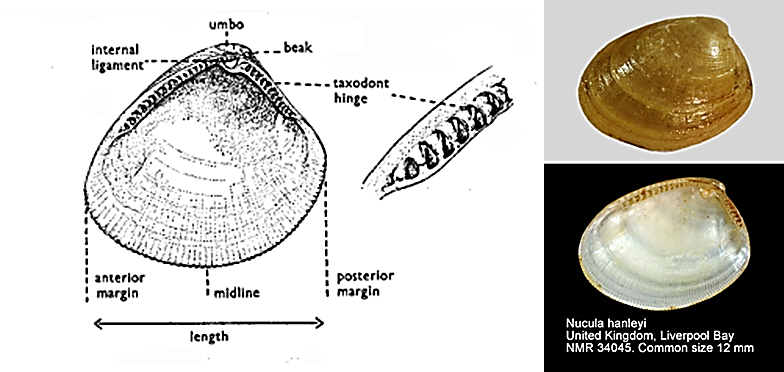 umbo
internal
ligament
beak
taxodont
hinge
anterior
margin
midline
posterior
margin
length
Nucula hanleyi
United Kingdom, Liverpool Bay
NMR 34045. Common size 12 mm